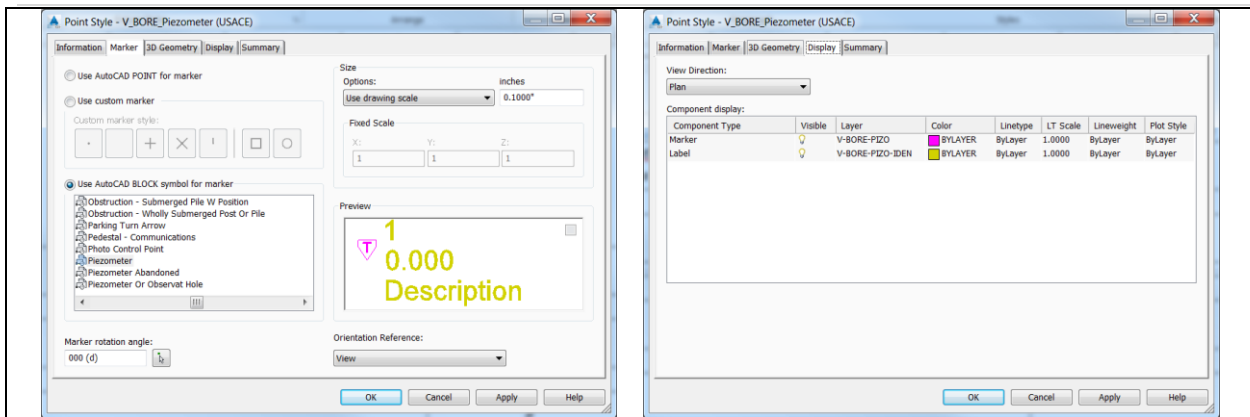 Point Style - V_BORE_Piezometer (USACE)
Information Marker 3D Geometry Display Summary
Use AutoCAD POINT for marker
Use custom marker
Custom marker style:
Use AutoCAD BLOCK symbol for marker
Obstruction - Submerged Pile W Position
Obstruction - Wholly Submerged Post Or Pile
Parking Turn Arrow
Pedestal - Communications
Photo Control Point
Piezometer
Piezometer Abandoned
Piezometer Or Observat Hole
Marker rotation angle:
000 (d)
Size
Options: inches
Use drawing scale 0.1000"
Fixed Scale
X: Y: Z:
1 1 1
Preview
T
1
0.000
Description
Orientation Reference:
View
OK Cancel Apply Help
Point Style - V_BORE_Piezometer (USACE)
Information Marker 3D Geometry Display Summary
View Direction:
Plan
Component display:
Component Type Visible Layer Color Linetype LT Scale Lineweight Plot Style
Marker V-BORE-PIZO BYLAYER ByLayer 1.0000 ByLayer ByLayer
Label V-BORE-PIZO-IDEN BYLAYER ByLayer 1.0000 ByLayer ByLayer
OK Cancel Apply Help